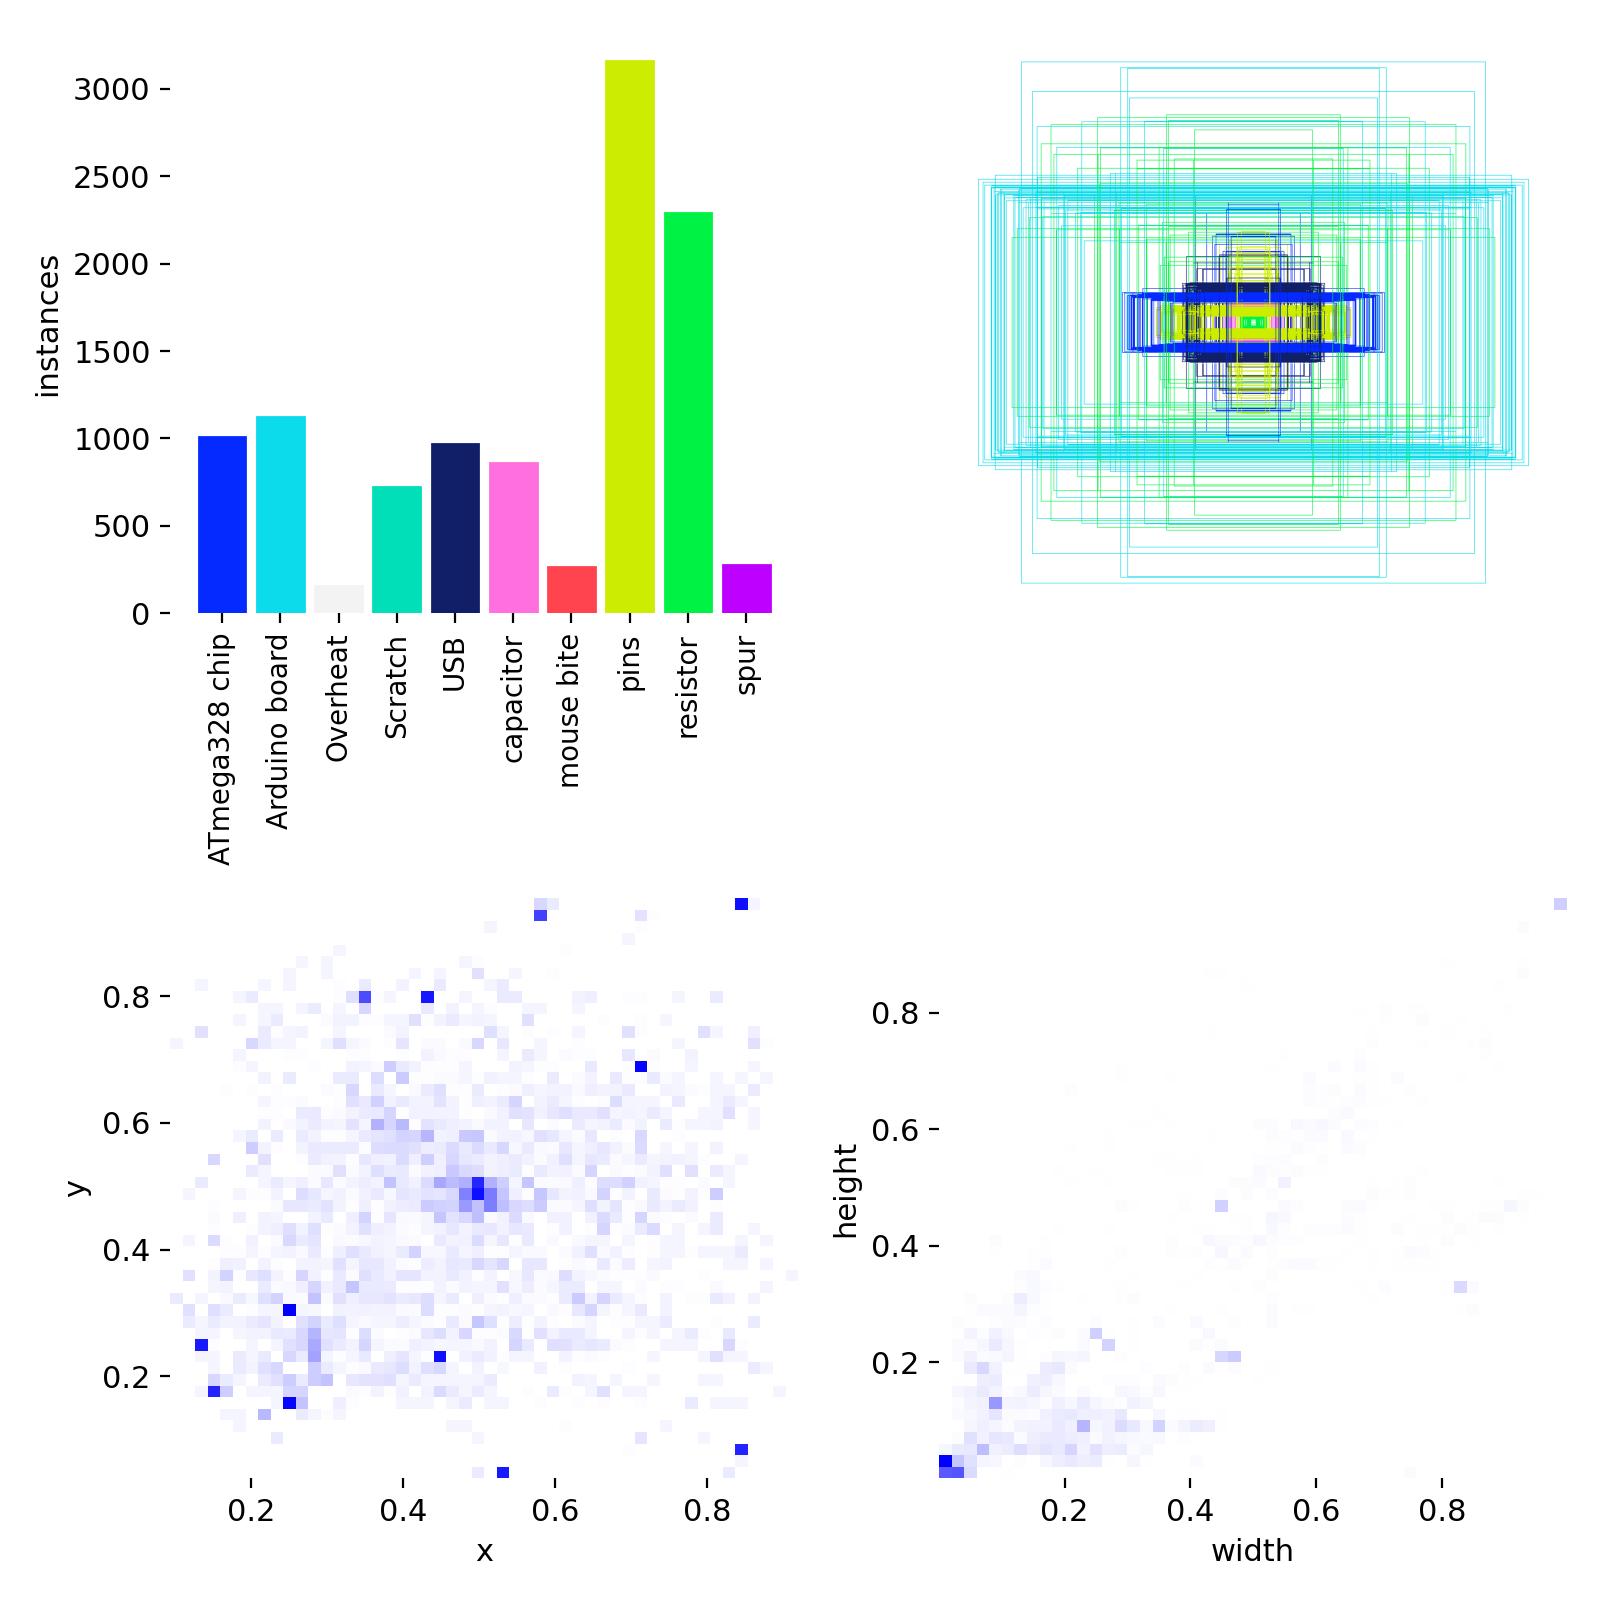 instances
3000
2500
2000
1500
1000
500
0
ATmega328 chip
Arduino board
Overheat
Scratch
USB
capacitor
mouse bite
pins
resistor
spur
y
0.8
0.6
0.4
0.2
0.2 0.4 0.6 0.8
x
height
0.8
0.6
0.4
0.2
0.2 0.4 0.6 0.8
width